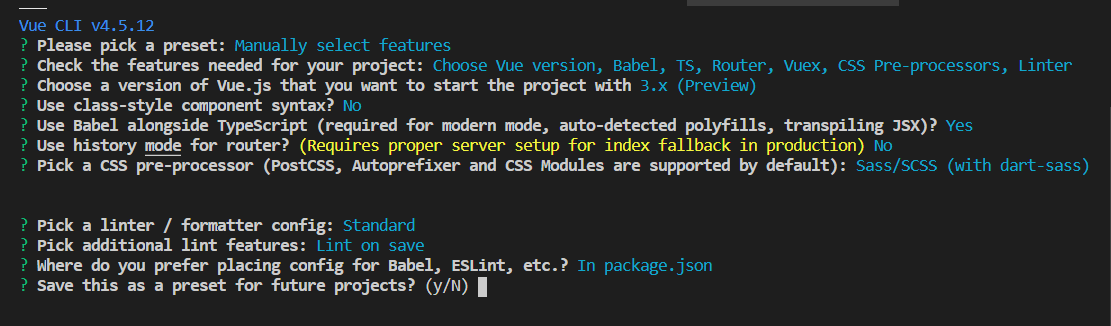 Vue CLI v4.5.12
? Please pick a preset: Manually select features
? Check the features needed for your project: Choose Vue version, Babel, TS, Router, Vuex, CSS Pre-processors, Linter
? Choose a version of Vue.js that you want to start the project with 3.x (Preview)
? Use class-style component syntax? No
? Use Babel alongside TypeScript (required for modern mode, auto-detected polyfills, transpiling JSX)? Yes
? Use history mode for router? (Requires proper server setup for index fallback in production) No
? Pick a CSS pre-processor (PostCSS, Autoprefixer and CSS Modules are supported by default): Sass/SCSS (with dart-sass)
? Pick a linter / formatter config: Standard
? Pick additional lint features: Lint on save
? Where do you prefer placing config for Babel, ESLint, etc.? In package.json
? Save this as a preset for future projects? (y/N)